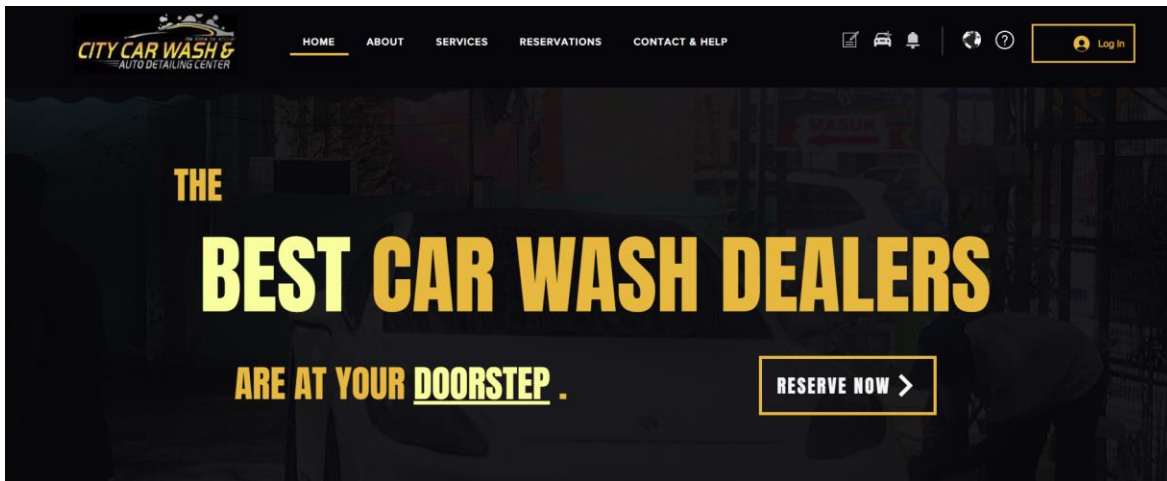 CITY CAR WASH &
AUTO DETAILING CENTER
HOME ABOUT SERVICES RESERVATIONS CONTACT & HELP
Log In
MASUK
THE
BEST CAR WASH DEALERS
ARE AT YOUR DOORSTEP .
RESERVE NOW